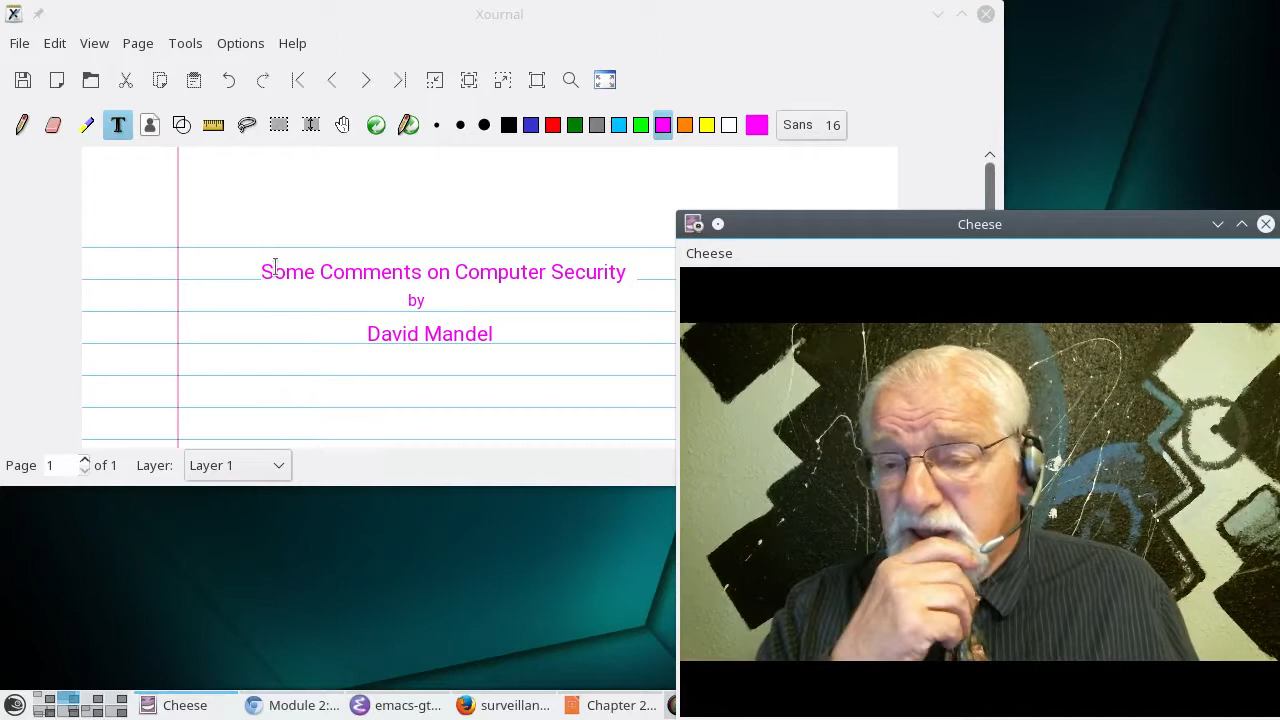 Xournal
File Edit View Page Tools Options Help
T Sans 16
Some Comments on Computer Security
by
David Mandel
Page 1 of 1 Layer: Layer 1
Cheese
Cheese
Cheese Module 2:... emacs-gt... surveillan... Chapter 2...